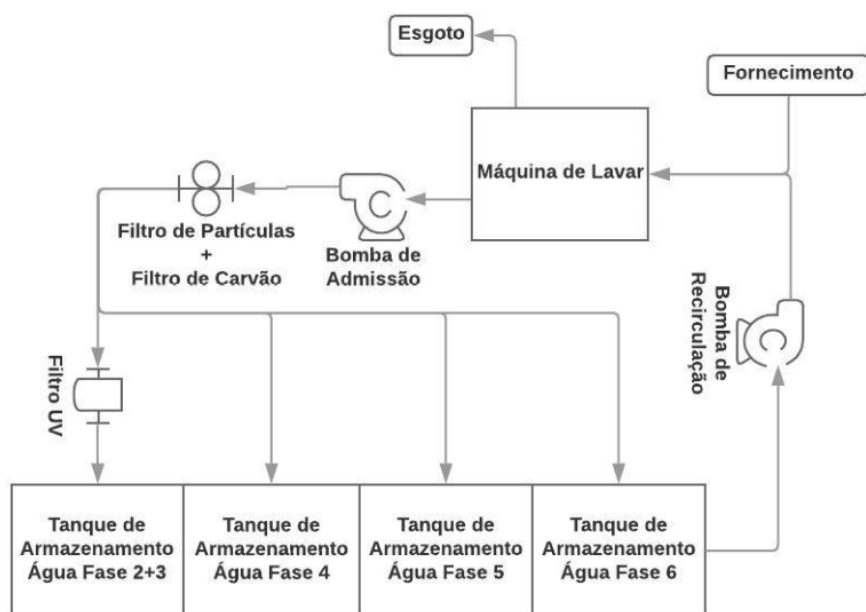 Esgoto
Fornecimento
Máquina de Lavar
Filtro de Partículas
+
Filtro de Carvão
Bomba de
Admissão
Bomba de
Recirculação
Filtro UV
Tanque de
Armazenamento
Água Fase 2+3
Tanque de
Armazenamento
Água Fase 4
Tanque de
Armazenamento
Água Fase 5
Tanque de
Armazenamento
Água Fase 6